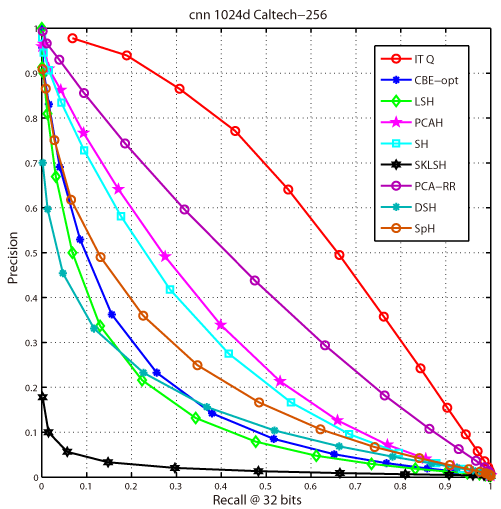 cnn 1024d Caltech−256
1
0.9
0.8
0.7
0.6
0.5
0.4
0.3
0.2
0.1
0
Precision
ITQ
CBE−opt
LSH
PCAH
SH
SKLSH
PCA−RR
DSH
SpH
0 0.1 0.2 0.3 0.4 0.5 0.6 0.7 0.8 0.9 1
Recall @ 32 bits